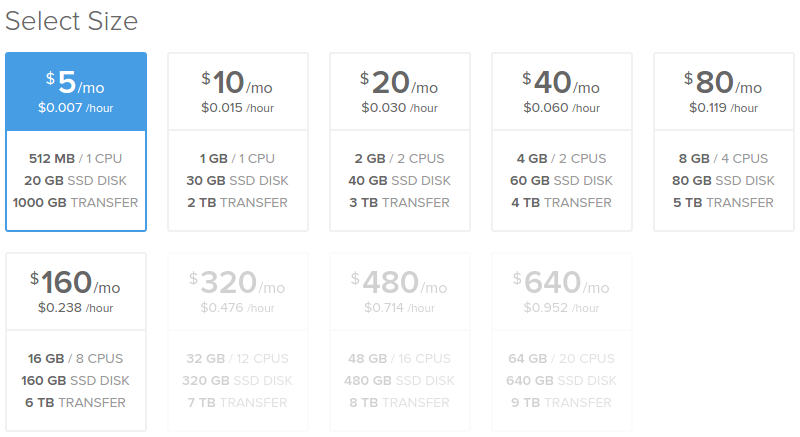 Select Size
$5/mo
$0.007 /hour
512 MB / 1 CPU
20 GB SSD DISK
1000 GB TRANSFER
$10/mo
$0.015 /hour
1 GB / 1 CPU
30 GB SSD DISK
2 TB TRANSFER
$20/mo
$0.030 /hour
2 GB / 2 CPUS
40 GB SSD DISK
3 TB TRANSFER
$40/mo
$0.060 /hour
4 GB / 2 CPUS
60 GB SSD DISK
4 TB TRANSFER
$80/mo
$0.119 /hour
8 GB / 4 CPUS
80 GB SSD DISK
5 TB TRANSFER
$160/mo
$0.238 /hour
16 GB / 8 CPUS
160 GB SSD DISK
6 TB TRANSFER
$320/mo
$0.476 /hour
32 GB / 12 CPUS
320 GB SSD DISK
7 TB TRANSFER
$480/mo
$0.714 /hour
48 GB / 16 CPUS
480 GB SSD DISK
8 TB TRANSFER
$640/mo
$0.952 /hour
64 GB / 20 CPUS
640 GB SSD DISK
9 TB TRANSFER